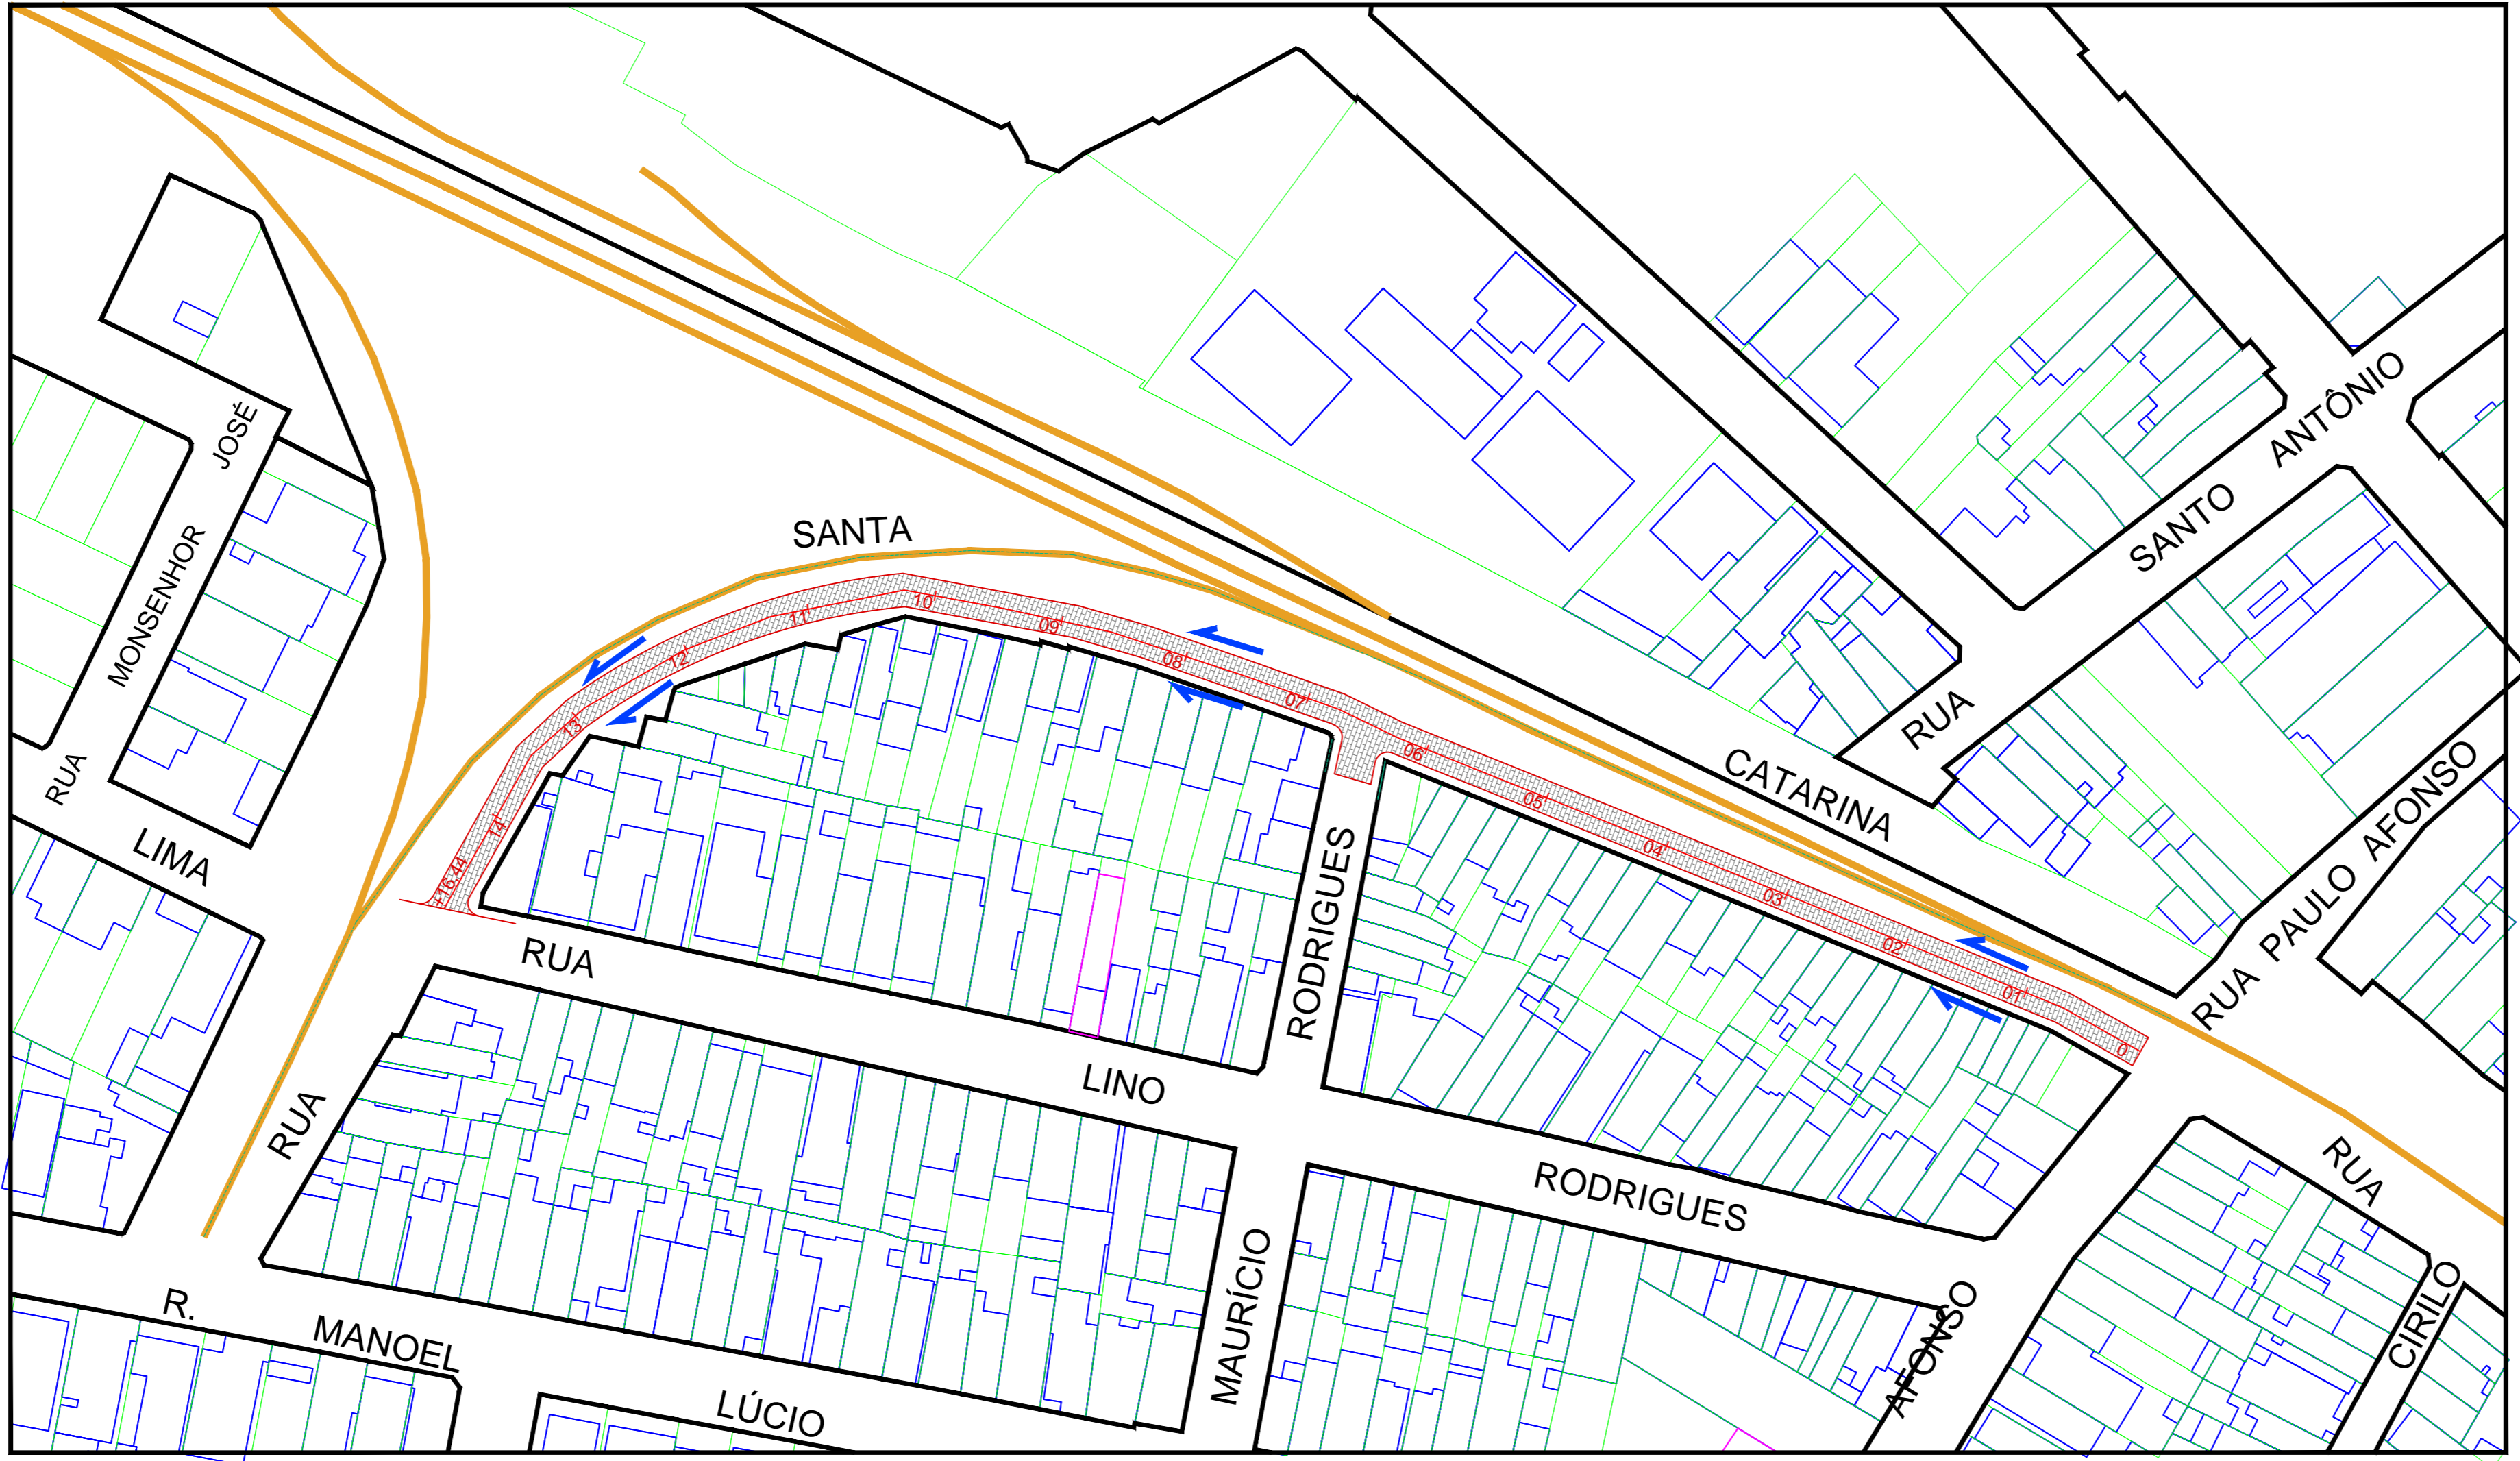 SANTA
CATARINA
RUA
SANTO
ANTÔNIO
RUA PAULO AFONSO
RUA
MONSENHOR
JOSÉ
LIMA
10'
11'
09'
12'
08'
13'
07'
06'
14'
05'
+16.44
04'
03'
02'
01'
0
RUA
LINO
RODRIGUES
MAURÍCIO
RODRIGUES
RUA
R.
MANOEL
LÚCIO
AFONSO
RUA
CIRILO